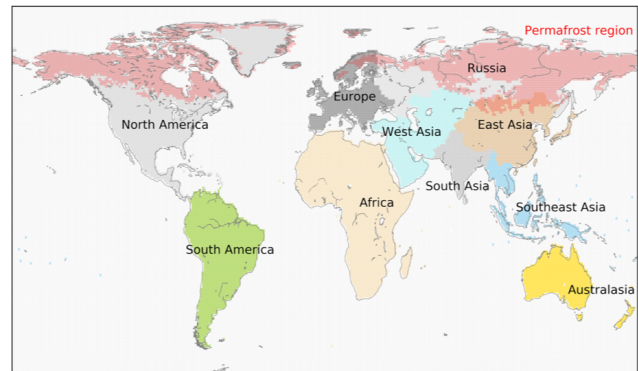 Permafrost region
Russia
Europe
North America
West Asia
East Asia
South Asia
Africa
Southeast Asia
South America
Australasia